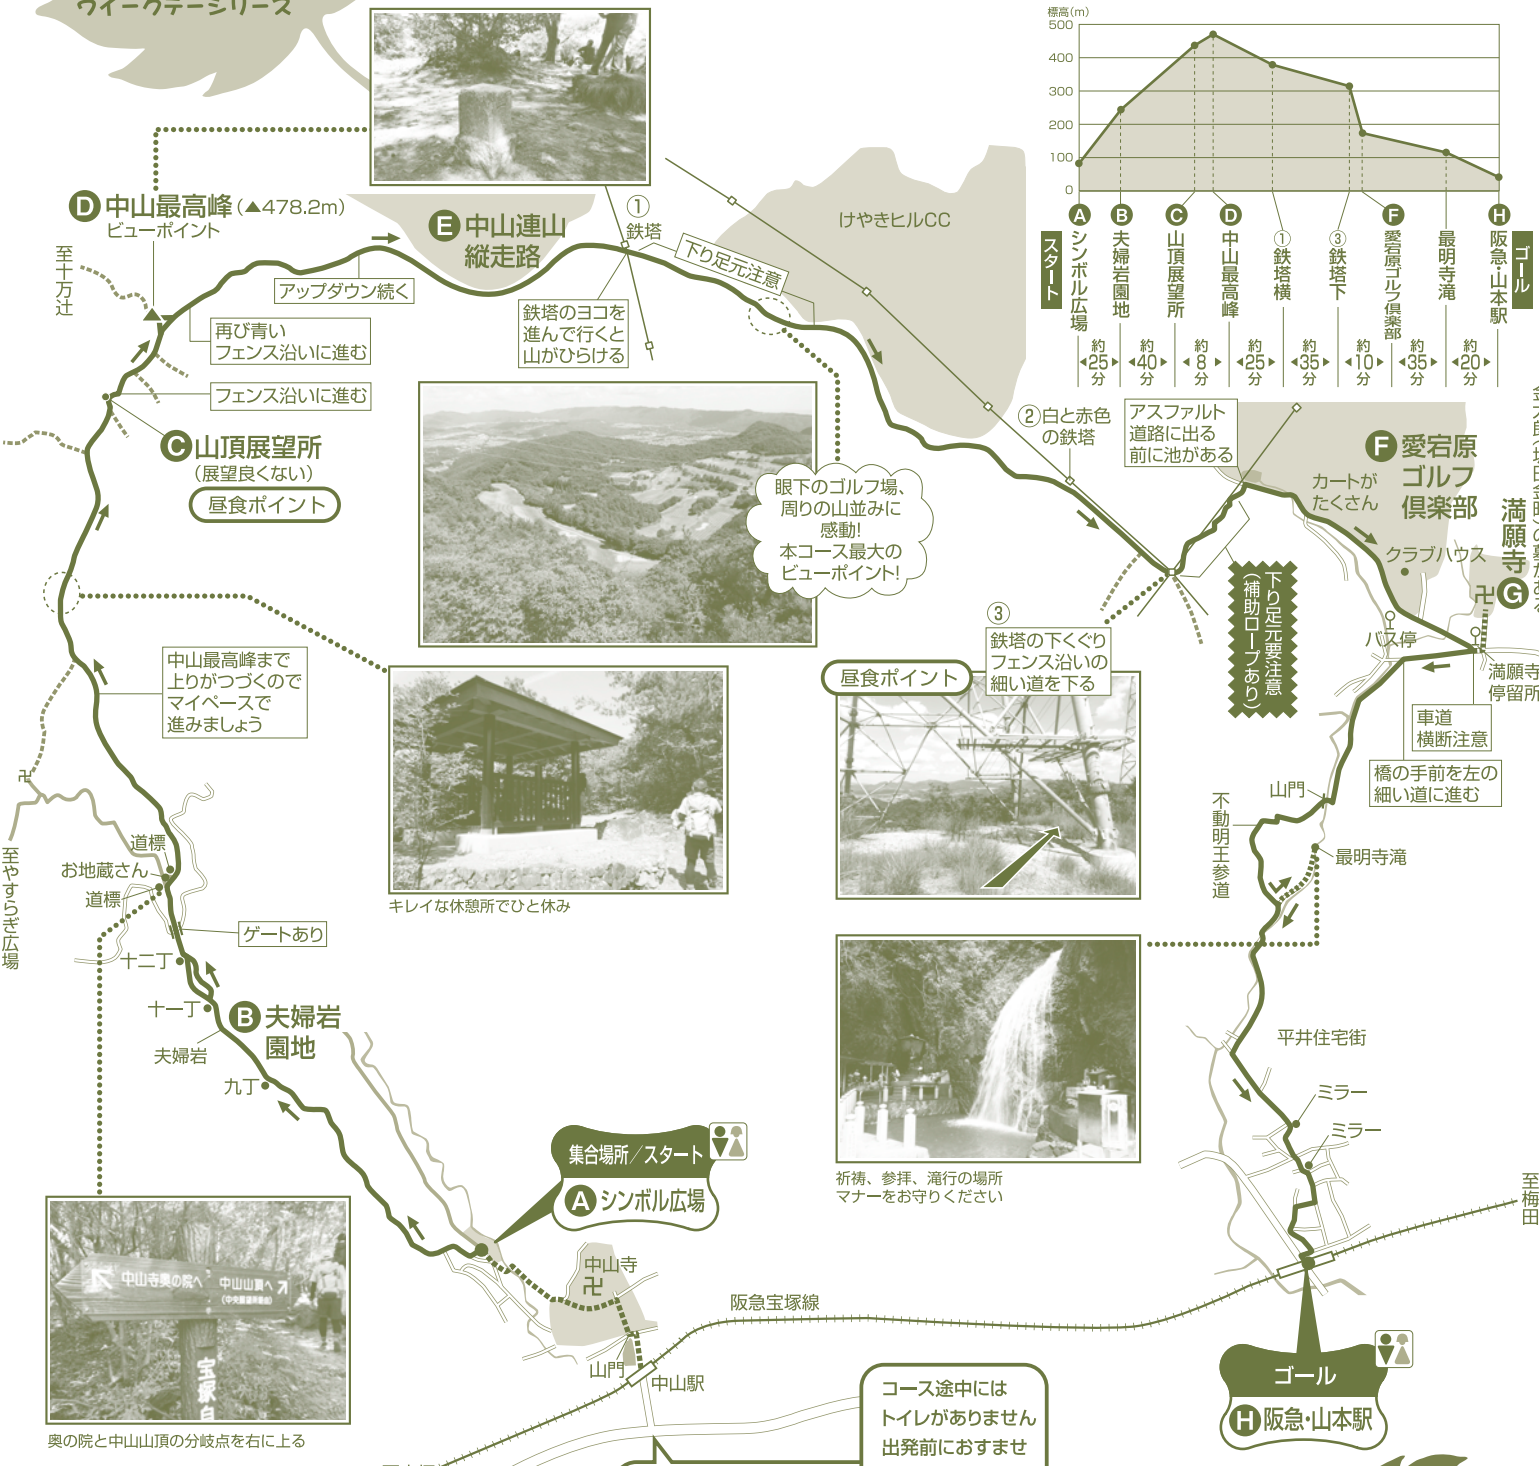 ウイークデーシリーズ
標高(m)
500
400
300
200
100
0
スタート
A シンボル広場
B 夫婦岩園地
C 山頂展望所
D 中山最高峰
①鉄塔横
③鉄塔下
F 愛宕原ゴルフ倶楽部
最明寺滝
H 阪急・山本駅
ゴール
約25分
約40分
約8分
約25分
約35分
約10分
約35分
約20分
D 中山最高峰(▲478.2m)
ビューポイント
至十万辻
E 中山連山
縦走路
①
鉄塔
下り足元注意
けやきヒルCC
アップダウン続く
再び青い
フェンス沿いに進む
フェンス沿いに進む
鉄塔のヨコを
進んで行くと
山がひらける
C 山頂展望所
(展望良くない)
昼食ポイント
眼下のゴルフ場、
周りの山並みに
感動!
本コース最大の
ビューポイント!
②白と赤色
の鉄塔
アスファルト
道路に出る
前に池がある
F 愛宕原
ゴルフ
倶楽部
カートが
たくさん
クラブハウス
満願寺 G
卍
バス停
満願寺
停留所
下り足元要注意
(補助ロープあり)
③
鉄塔の下くぐり
フェンス沿いの
細い道を下る
昼食ポイント
車道
横断注意
橋の手前を左の
細い道に進む
中山最高峰まで
上りがつづくので
マイペースで
進みましょう
卍
至やすらぎ広場
道標
お地蔵さん
道標
ゲートあり
十二丁
十一丁
夫婦岩
九丁
B 夫婦岩
園地
キレイな休憩所でひと休み
山門
不動明王参道
最明寺滝
平井住宅街
ミラー
ミラー
祈祷、参拝、滝行の場所
マナーをお守りください
集合場所/スタート
A シンボル広場
中山寺
卍
山門
中山駅
阪急宝塚線
至梅田
中山寺奥の院へ
中山山頂へ
宝塚自
奥の院と中山山頂の分岐点を右に上る
コース途中には
トイレがありません
出発前におすませ
ゴール
H 阪急・山本駅